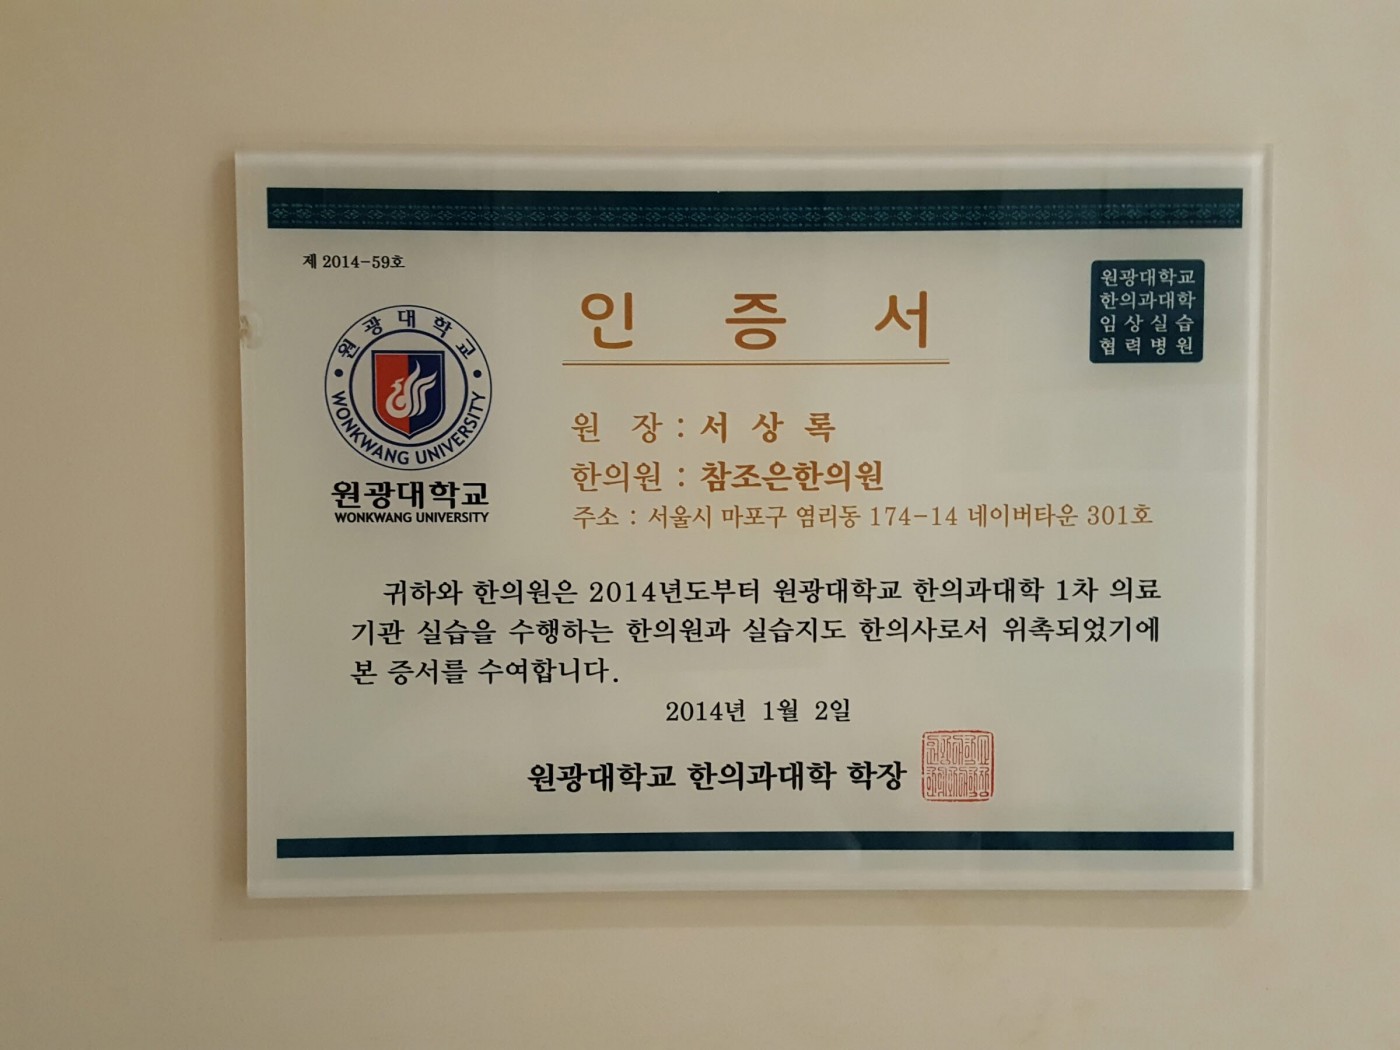 제 2014-59호
인 증 서
원광대학교
한의과대학
임상실습
협력병원
원광대학교
WONKWANG UNIVERSITY
원광대학교
WONKWANG UNIVERSITY
원 장 : 서 상 록
한의원 : 참조은한의원
주소 : 서울시 마포구 염리동 174-14 네이버타운 301호
귀하와 한의원은 2014년도부터 원광대학교 한의과대학 1차 의료
기관 실습을 수행하는 한의원과 실습지도 한의사로서 위촉되었기에
본 증서를 수여합니다.
2014년 1월 2일
원광대학교 한의과대학 학장